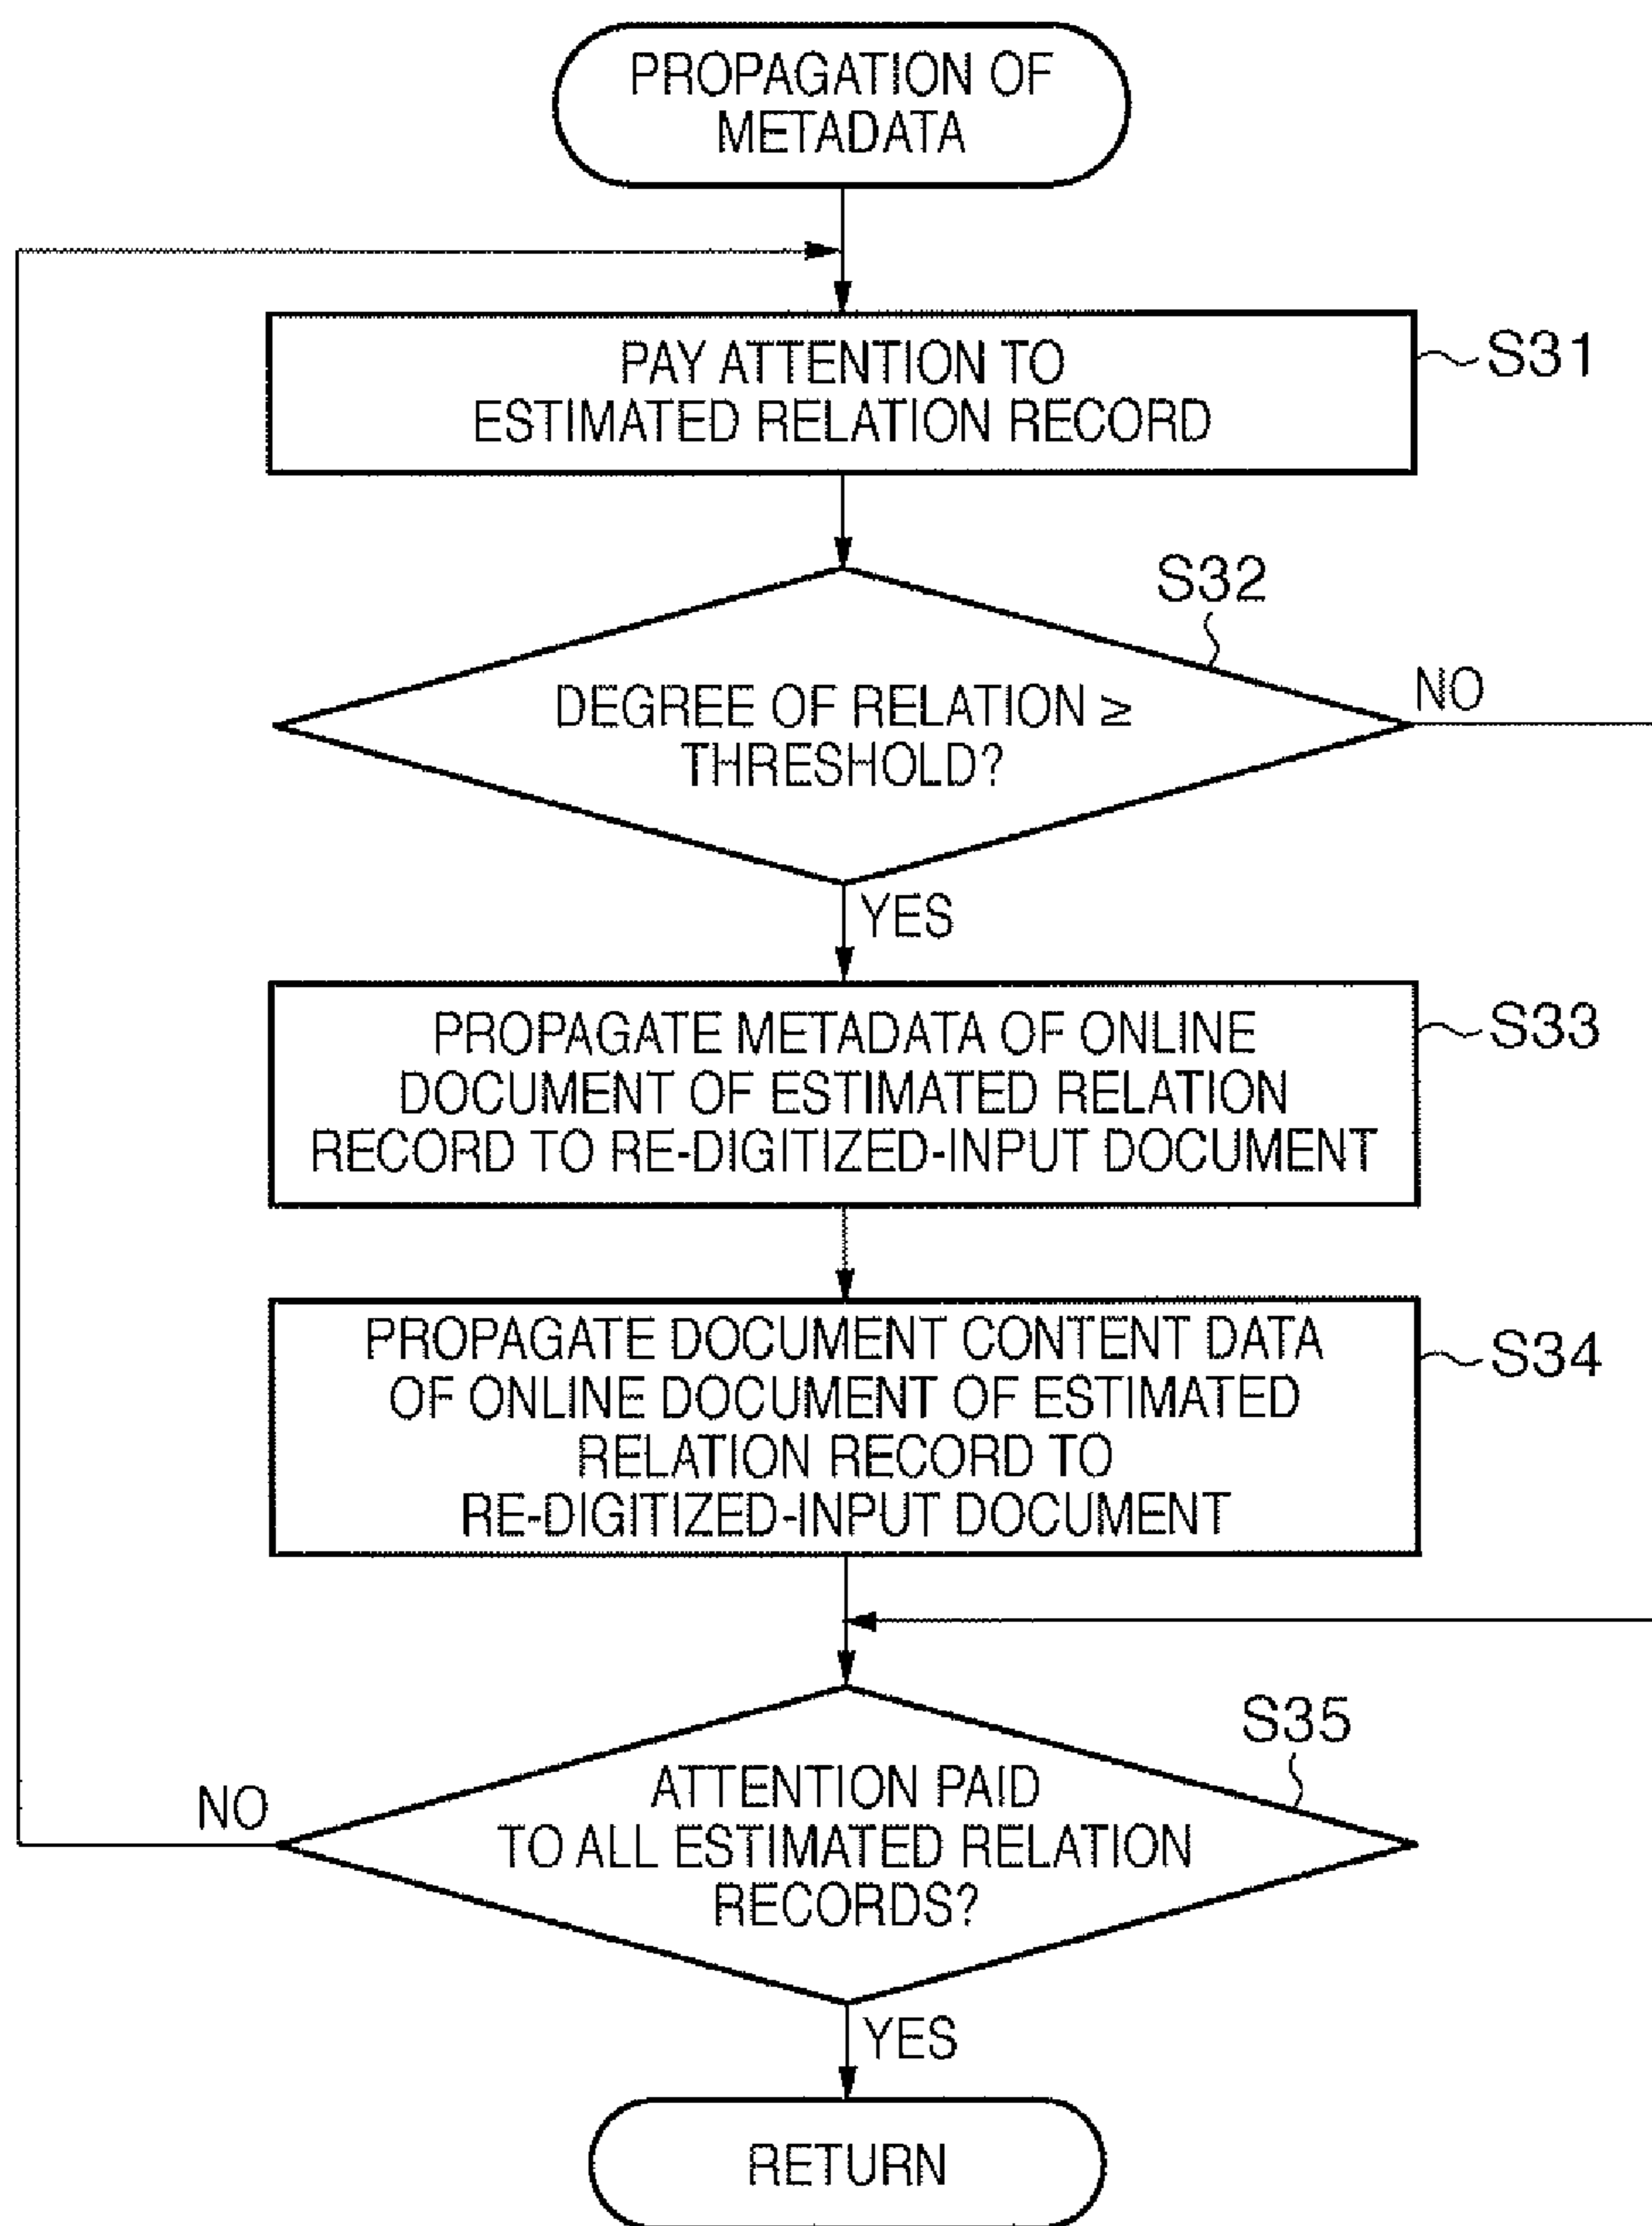 PROPAGATION OF
METADATA
PAY ATTENTION TO
ESTIMATED RELATION RECORD
S31
S32
DEGREE OF RELATION ≥
THRESHOLD?
NO
YES
PROPAGATE METADATA OF ONLINE
DOCUMENT OF ESTIMATED RELATION
RECORD TO RE-DIGITIZED-INPUT DOCUMENT
S33
PROPAGATE DOCUMENT CONTENT DATA
OF ONLINE DOCUMENT OF ESTIMATED
RELATION RECORD TO
RE-DIGITIZED-INPUT DOCUMENT
S34
S35
ATTENTION PAID
TO ALL ESTIMATED RELATION
RECORDS?
NO
YES
RETURN